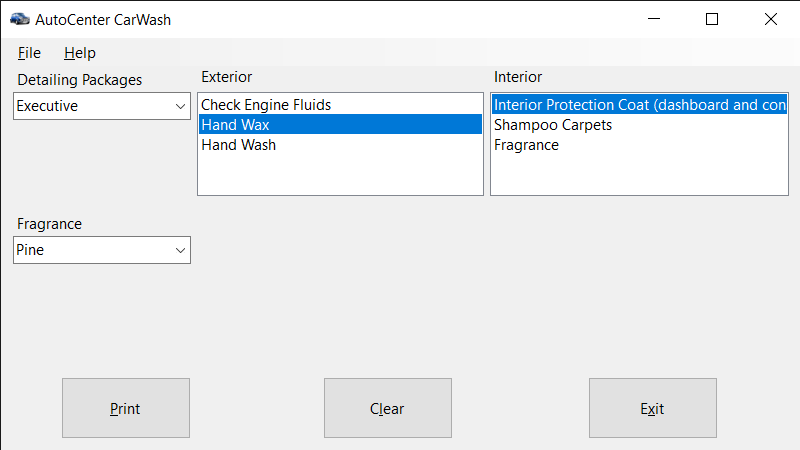 AutoCenter CarWash
File Help
Detailing Packages
Executive
Exterior
Check Engine Fluids
Hand Wax
Hand Wash
Interior
Interior Protection Coat (dashboard and con
Shampoo Carpets
Fragrance
Fragrance
Pine
Print
Clear
Exit